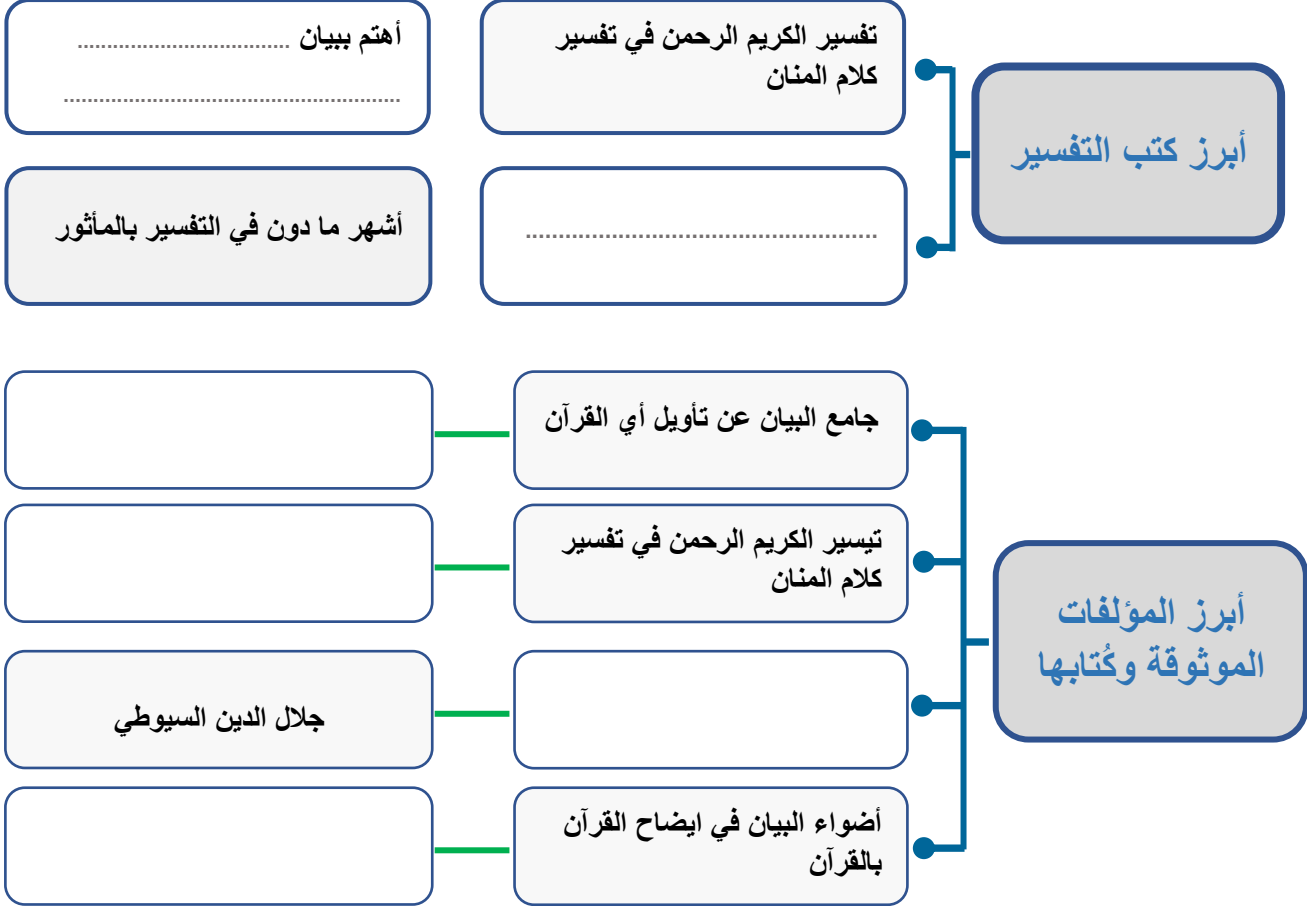 أبرز كتب التفسير
تفسير الكريم الرحمن في تفسير
كلام المنان
أهتم ببيان ......................................
............................................................
............................................................
أشهر ما دون في التفسير بالمأثور
أبرز المؤلفات
الموثوقة وكُتابها
جامع البيان عن تأويل أي القرآن
تيسير الكريم الرحمن في تفسير
كلام المنان
جلال الدين السيوطي
أضواء البيان في ايضاح القرآن
بالقرآن